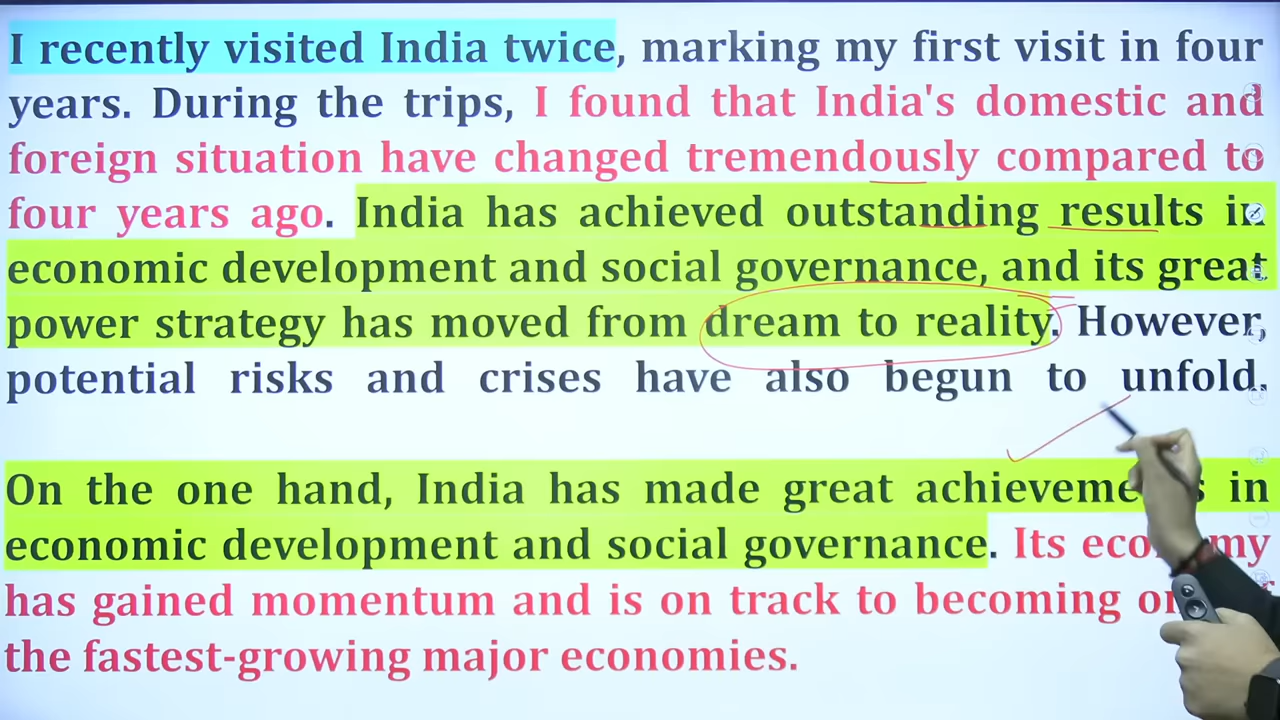 I recently visited India twice, marking my first visit in four
years. During the trips, I found that India's domestic and
foreign situation have changed tremendously compared to
four years ago. India has achieved outstanding results in
economic development and social governance, and its great
power strategy has moved from dream to reality. However,
potential risks and crises have also begun to unfold.
On the one hand, India has made great in
economic development and social governance. Its
has gained momentum and is on track to becoming
the fastest-growing major economies.